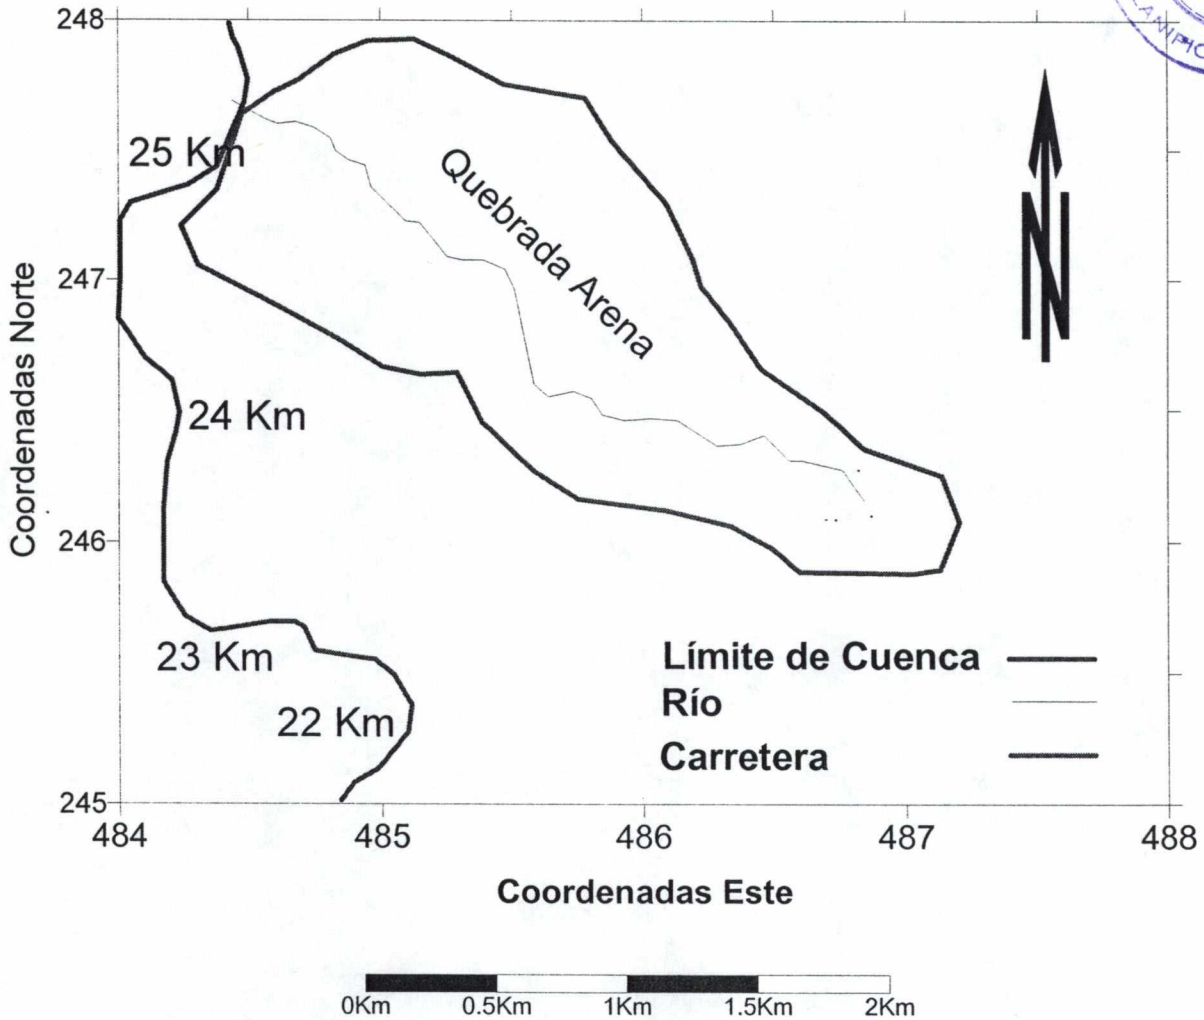 248
247
246
245
Coordenadas Norte
25 Km
24 Km
23 Km
22 Km
Quebrada Arena
N
Límite de Cuenca
Río
Carretera
484 485 486 487 488
Coordenadas Este
0Km 0.5Km 1Km 1.5Km 2Km